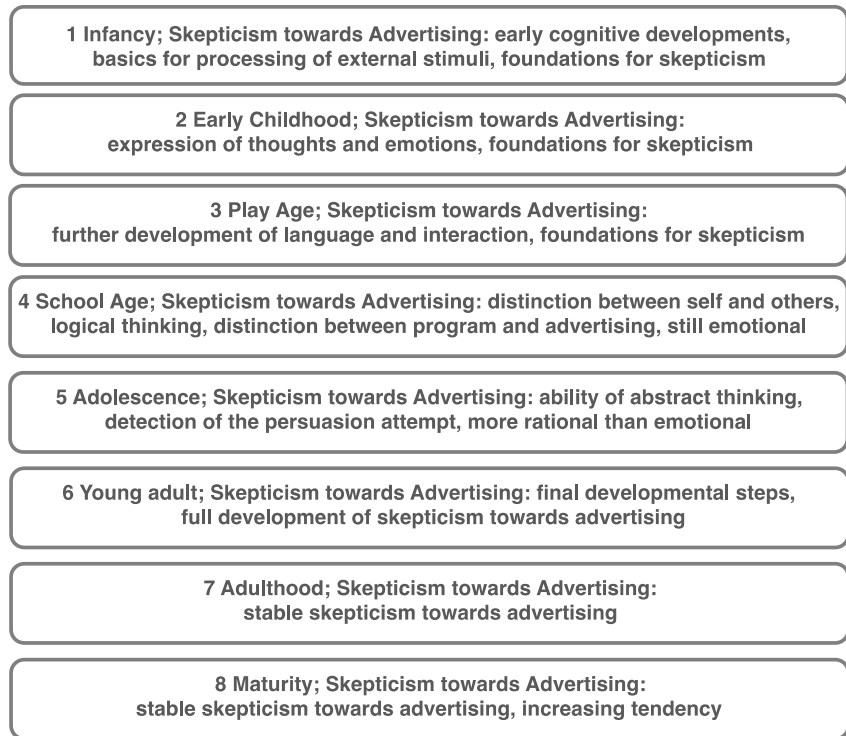 1 Infancy; Skepticism towards Advertising: early cognitive developments,
basics for processing of external stimuli, foundations for skepticism
2 Early Childhood; Skepticism towards Advertising:
expression of thoughts and emotions, foundations for skepticism
3 Play Age; Skepticism towards Advertising:
further development of language and interaction, foundations for skepticism
4 School Age; Skepticism towards Advertising: distinction between self and others,
logical thinking, distinction between program and advertising, still emotional
5 Adolescence; Skepticism towards Advertising: ability of abstract thinking,
detection of the persuasion attempt, more rational than emotional
6 Young adult; Skepticism towards Advertising: final developmental steps,
full development of skepticism towards advertising
7 Adulthood; Skepticism towards Advertising:
stable skepticism towards advertising
8 Maturity; Skepticism towards Advertising:
stable skepticism towards advertising, increasing tendency